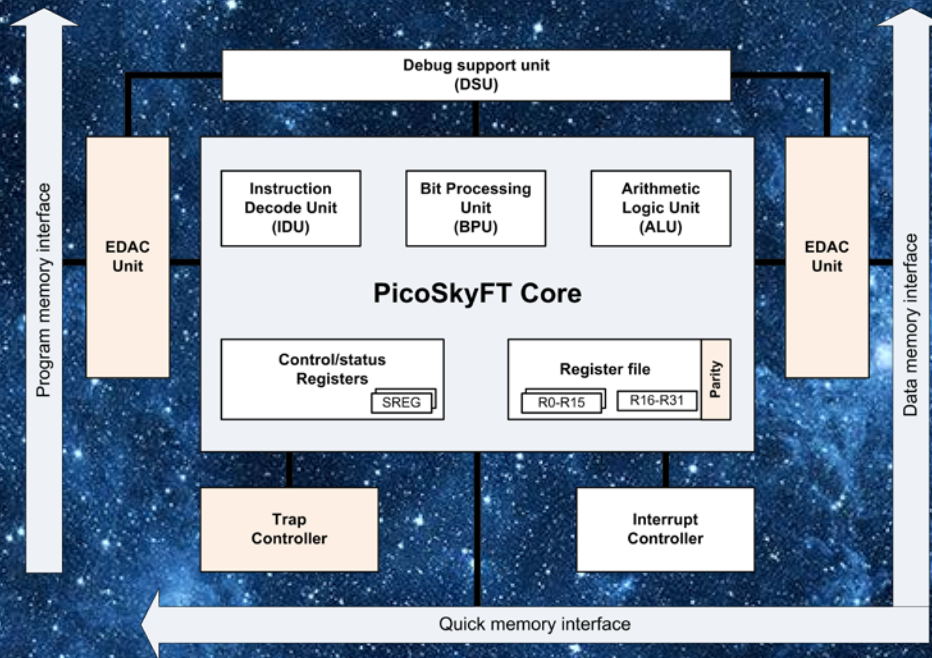 Debug support unit
(DSU)
Program memory interface
EDAC
Unit
Instruction
Decode Unit
(IDU)
Bit Processing
Unit
(BPU)
Arithmetic
Logic Unit
(ALU)
EDAC
Unit
Data memory interface
PicoSkyFT Core
Control/status
Registers
SREG
Register file
R0-R15
R16-R31
Parity
Trap
Controller
Interrupt
Controller
Quick memory interface